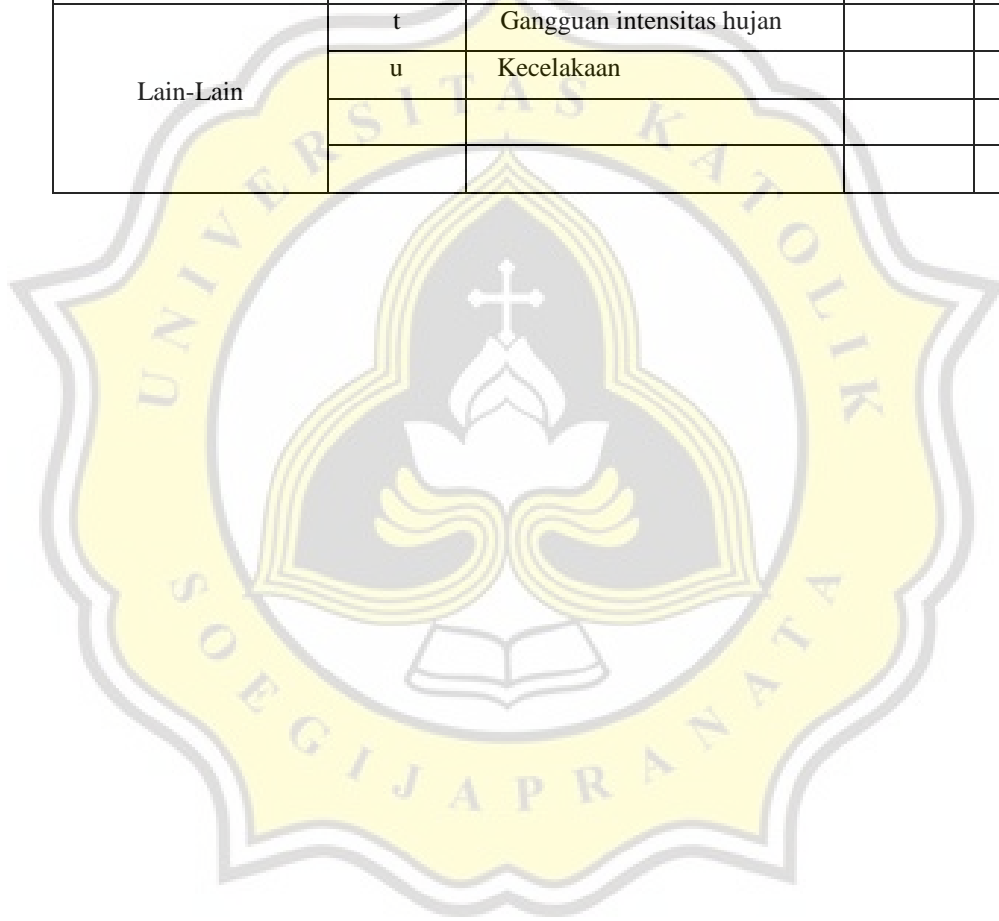 t Gangguan intensitas hujan
Lain-Lain
u Kecelakaan
UNIVERSITAS KATOLIK
SOEGIJAPRANATA